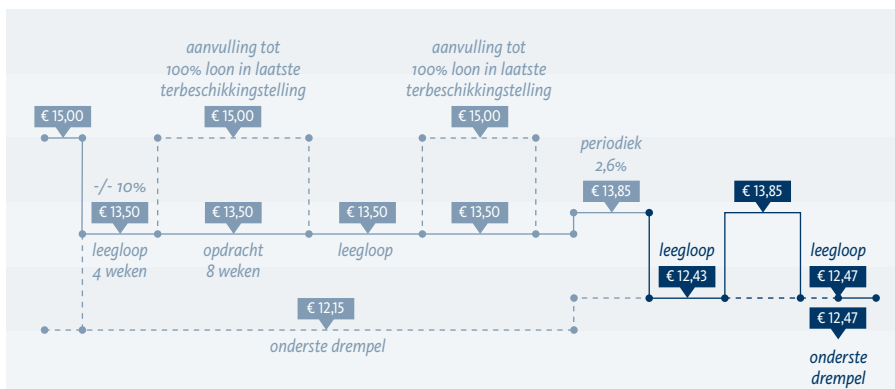 aanvulling tot
100% loon in laatste
terbeschikkingstelling
aanvulling tot
100% loon in laatste
terbeschikkingstelling
€ 15,00
€ 15,00
€ 15,00
periodiek
2,6%
-/- 10%
€ 13,85
€ 13,85
€ 13,50
€ 13,50
€ 13,50
€ 13,50
leegloop
4 weken
opdracht
8 weken
leegloop
leegloop
leegloop
€ 12,43
€ 12,47
€ 12,15
€ 12,47
onderste drempel
onderste
drempel